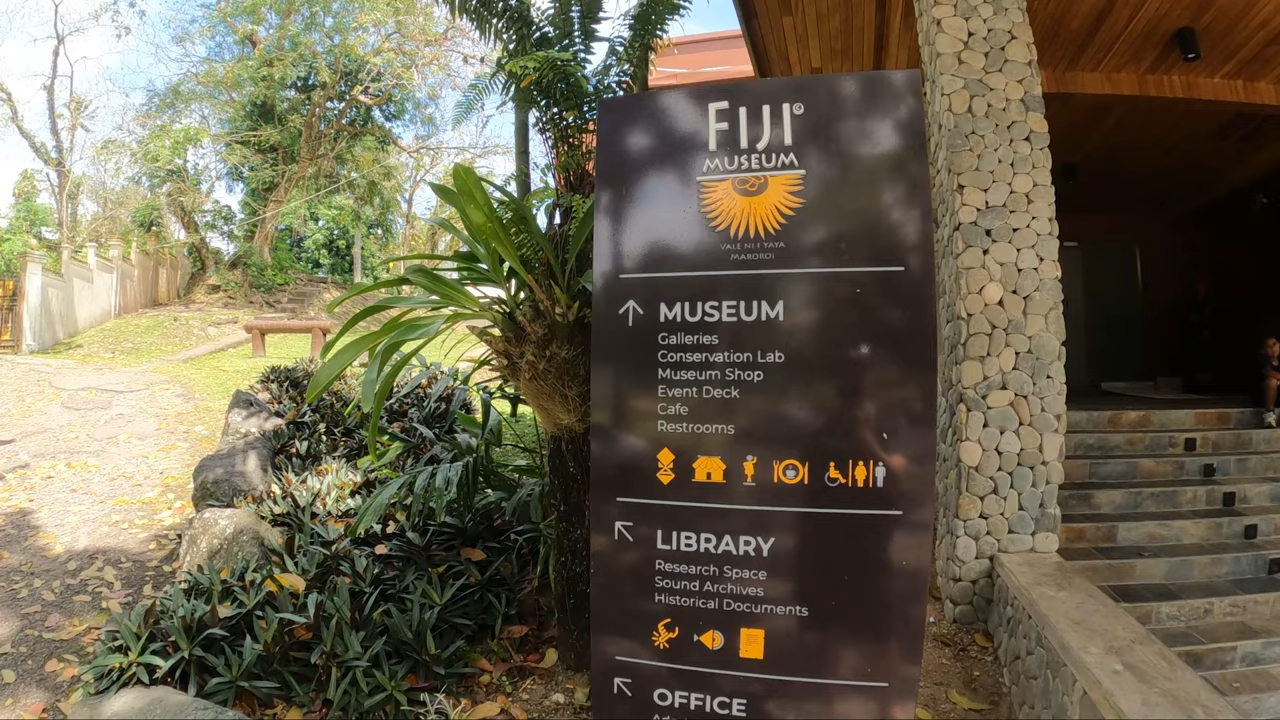 FIJI
MUSEUM
VALE NI I YAYA
MAROROI
MUSEUM
Galleries
Conservation Lab
Museum Shop
Event Deck
Cafe
Restrooms
LIBRARY
Research Space
Sound Archives
Historical Documents
OFFICE